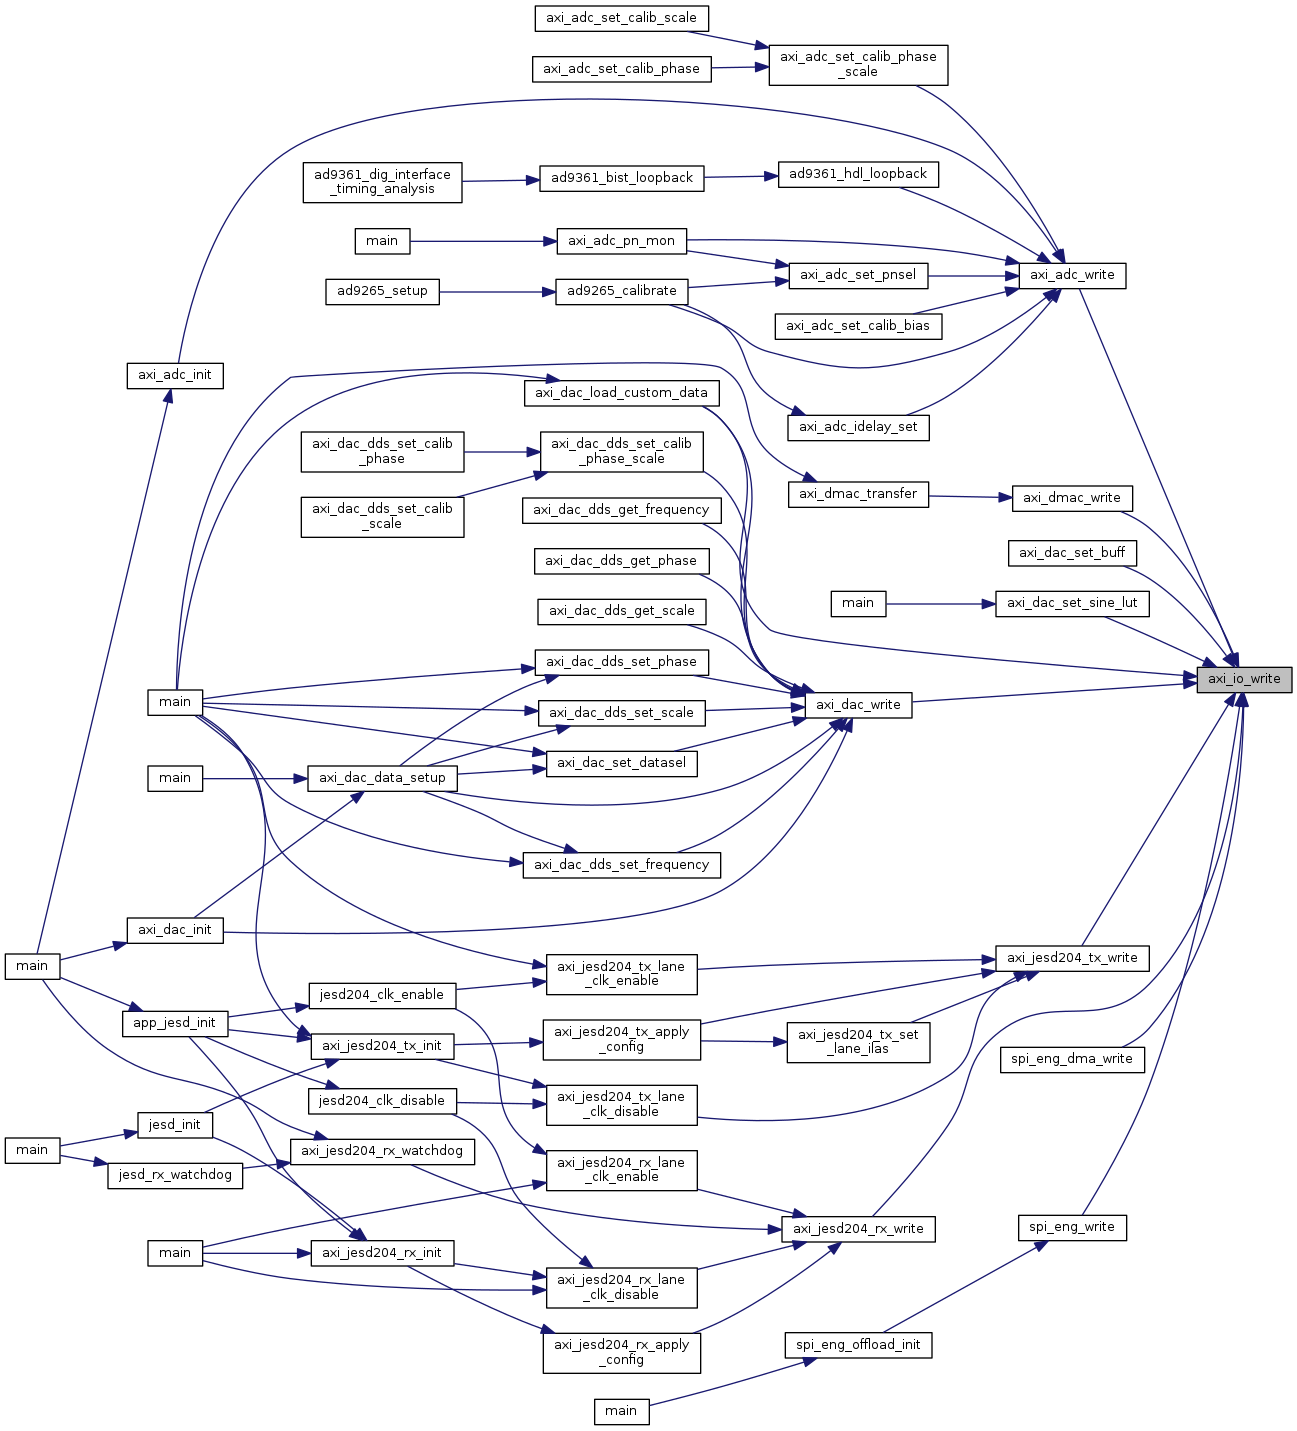 axi_adc_set_calib_scale
axi_adc_set_calib_phase
_scale
axi_adc_set_calib_phase
ad9361_dig_interface
_timing_analysis
ad9361_bist_loopback
ad9361_hdl_loopback
main
axi_adc_pn_mon
axi_adc_set_pnsel
axi_adc_write
ad9265_setup
ad9265_calibrate
axi_adc_set_calib_bias
axi_adc_init
axi_dac_load_custom_data
axi_adc_idelay_set
axi_dac_dds_set_calib
_phase
axi_dac_dds_set_calib
_phase_scale
axi_dmac_transfer
axi_dmac_write
axi_dac_dds_set_calib
_scale
axi_dac_dds_get_frequency
axi_dac_set_buff
axi_dac_dds_get_phase
main
axi_dac_set_sine_lut
axi_dac_dds_get_scale
axi_dac_dds_set_phase
axi_io_write
main
axi_dac_dds_set_scale
axi_dac_write
main
axi_dac_data_setup
axi_dac_set_datasel
axi_dac_dds_set_frequency
axi_dac_init
main
axi_jesd204_tx_lane
_clk_enable
axi_jesd204_tx_write
jesd204_clk_enable
app_jesd_init
axi_jesd204_tx_init
axi_jesd204_tx_apply
_config
axi_jesd204_tx_set
_lane_ilas
spi_eng_dma_write
jesd204_clk_disable
axi_jesd204_tx_lane
_clk_disable
jesd_init
main
axi_jesd204_rx_watchdog
jesd_rx_watchdog
axi_jesd204_rx_lane
_clk_enable
axi_jesd204_rx_write
spi_eng_write
main
axi_jesd204_rx_init
axi_jesd204_rx_lane
_clk_disable
axi_jesd204_rx_apply
_config
spi_eng_offload_init
main